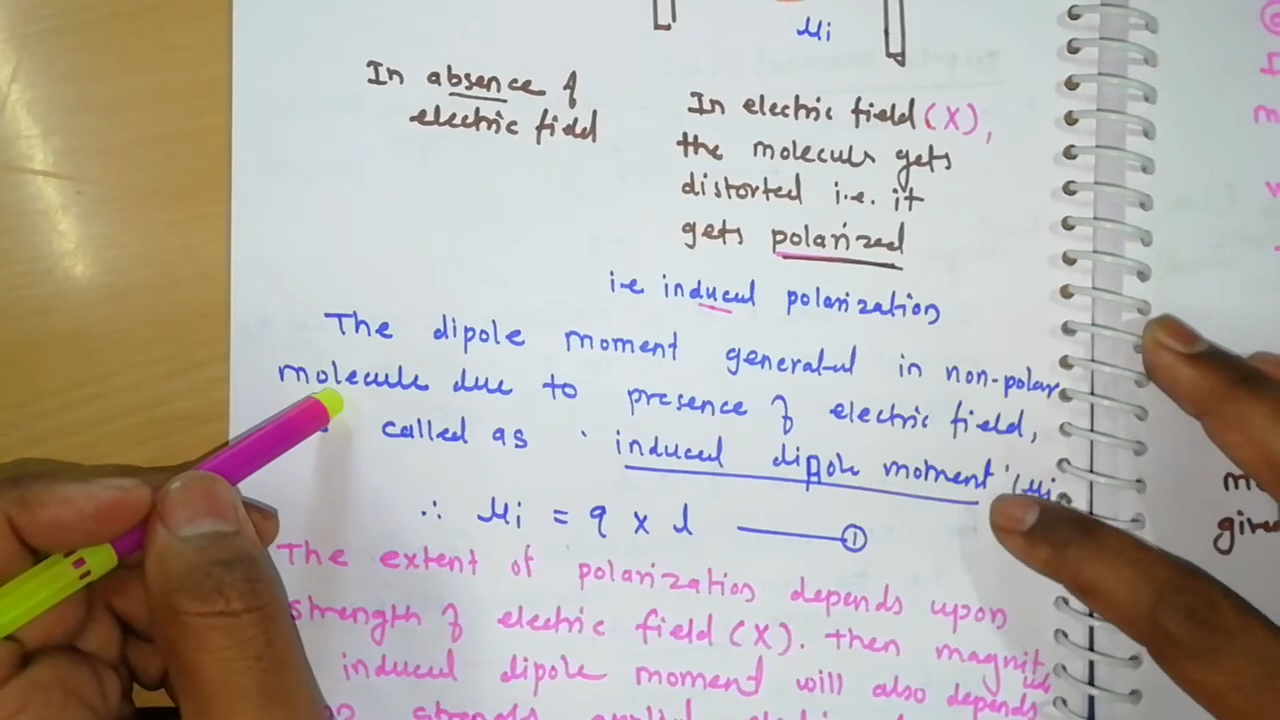 μi
In absence of
electric field
In electric field (X),
the molecule gets
distorted i.e. it
gets polarized
i.e induced polarization
The dipole moment generated in non-polar
molecule due to presence of electric field,
called as 'induced dipole moment' (μi
∴ μi = q x l ——— ①
The extent of polarization depends upon
strength of electric field (X). Then magnitude
induced dipole moment will also depends
given